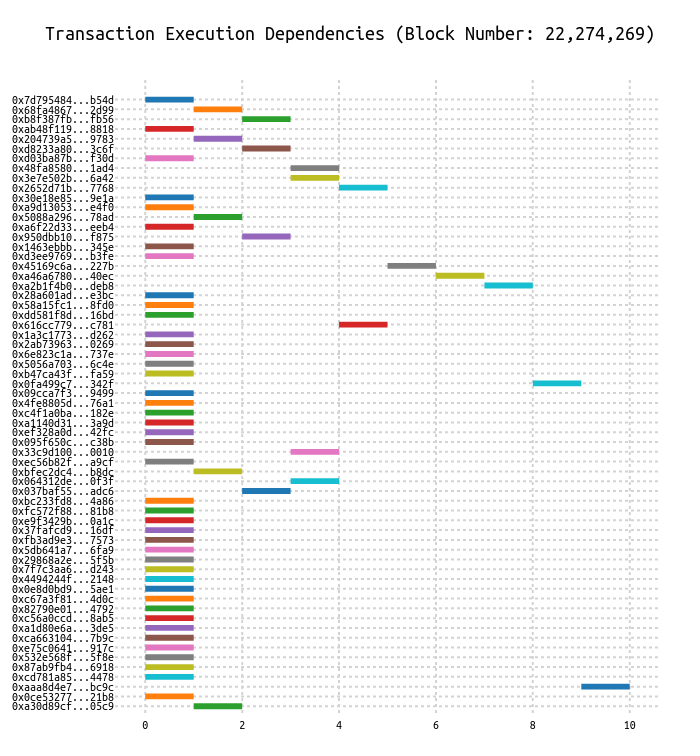 Transaction Execution Dependencies (Block Number: 22,274,269)
0x7d795484...b54d
0x68fa4867...2d99
0xb8f387fb...fb56
0xab48f119...8818
0x204739a5...9783
0xd8233a80...3c6f
0xd03ba87b...f30d
0x48fa8580...1ad4
0x3e7e502b...6a42
0x2652d71b...7768
0x30e18e85...9e1a
0xa9d13053...e4f0
0x5088a296...78ad
0xa6f22d33...eeb4
0x950dbb10...f875
0x1463ebbb...345e
0xd3ee9769...b3fe
0x45169c6a...227b
0xa46a6780...40ec
0xa2b1f4b0...deb8
0x28a601ad...e3bc
0x58a15fc1...8fd0
0xdd581f8d...16bd
0x616cc779...c781
0x1a3c1773...d262
0x2ab73963...0269
0x6e823c1a...737e
0x5056a703...6c4e
0xb47ca43f...fa59
0x0fa499c7...342f
0x09cca7f3...9499
0x4fe8805d...76a1
0xc4f1a0ba...182e
0xa1140d31...3a9d
0xef328a0d...42fc
0x095f650c...c38b
0x33c9d100...0010
0xec56b82f...a9cf
0xbfec2dc4...b8dc
0x064312de...0f3f
0x037baf55...adc6
0xbc233fd8...4a86
0xfc572f88...81b8
0xe9f3429b...0a1c
0x37fafcd9...16df
0xfb3ad9e3...7573
0x5db641a7...6fa9
0x29868a2e...5f5b
0x7f7c3aa6...d243
0x4494244f...2148
0x0e8d0bd9...5ae1
0xc67a3f81...4d0c
0x82790e01...4792
0xc56a0ccd...8ab5
0xa1d80e6a...3de5
0xca663104...7b9c
0xe75c0641...917c
0x532e568f...5f8e
0x87ab9fb4...6918
0xcd781a85...4478
0xaaa8d4e7...bc9c
0x0ce53277...21b8
0xa30d89cf...05c9
0 2 4 6 8 10